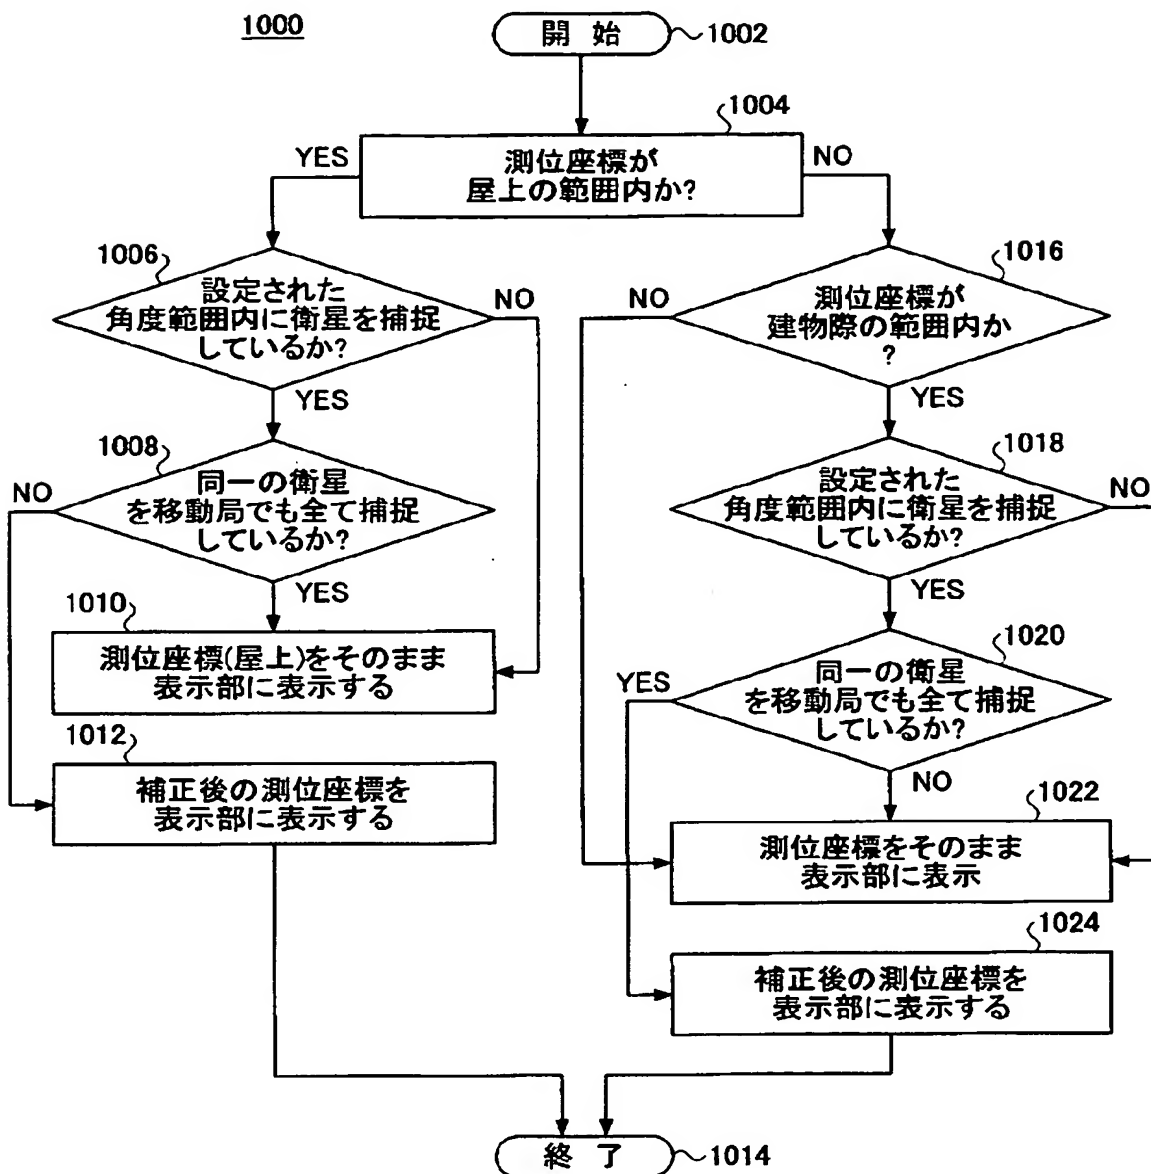 1000
開 始
1002
1004
測位座標が
屋上の範囲内か?
YES
NO
1006
設定された
角度範囲内に衛星を捕捉
しているか?
NO
YES
1008
同一の衛星
を移動局でも全て捕捉
しているか?
NO
YES
1010
測位座標(屋上)をそのまま
表示部に表示する
1012
補正後の測位座標を
表示部に表示する
1016
測位座標が
建物際の範囲内か
?
NO
YES
1018
設定された
角度範囲内に衛星を捕捉
しているか?
NO
YES
1020
同一の衛星
を移動局でも全て捕捉
しているか?
YES
NO
1022
測位座標をそのまま
表示部に表示
1024
補正後の測位座標を
表示部に表示する
終 了
1014